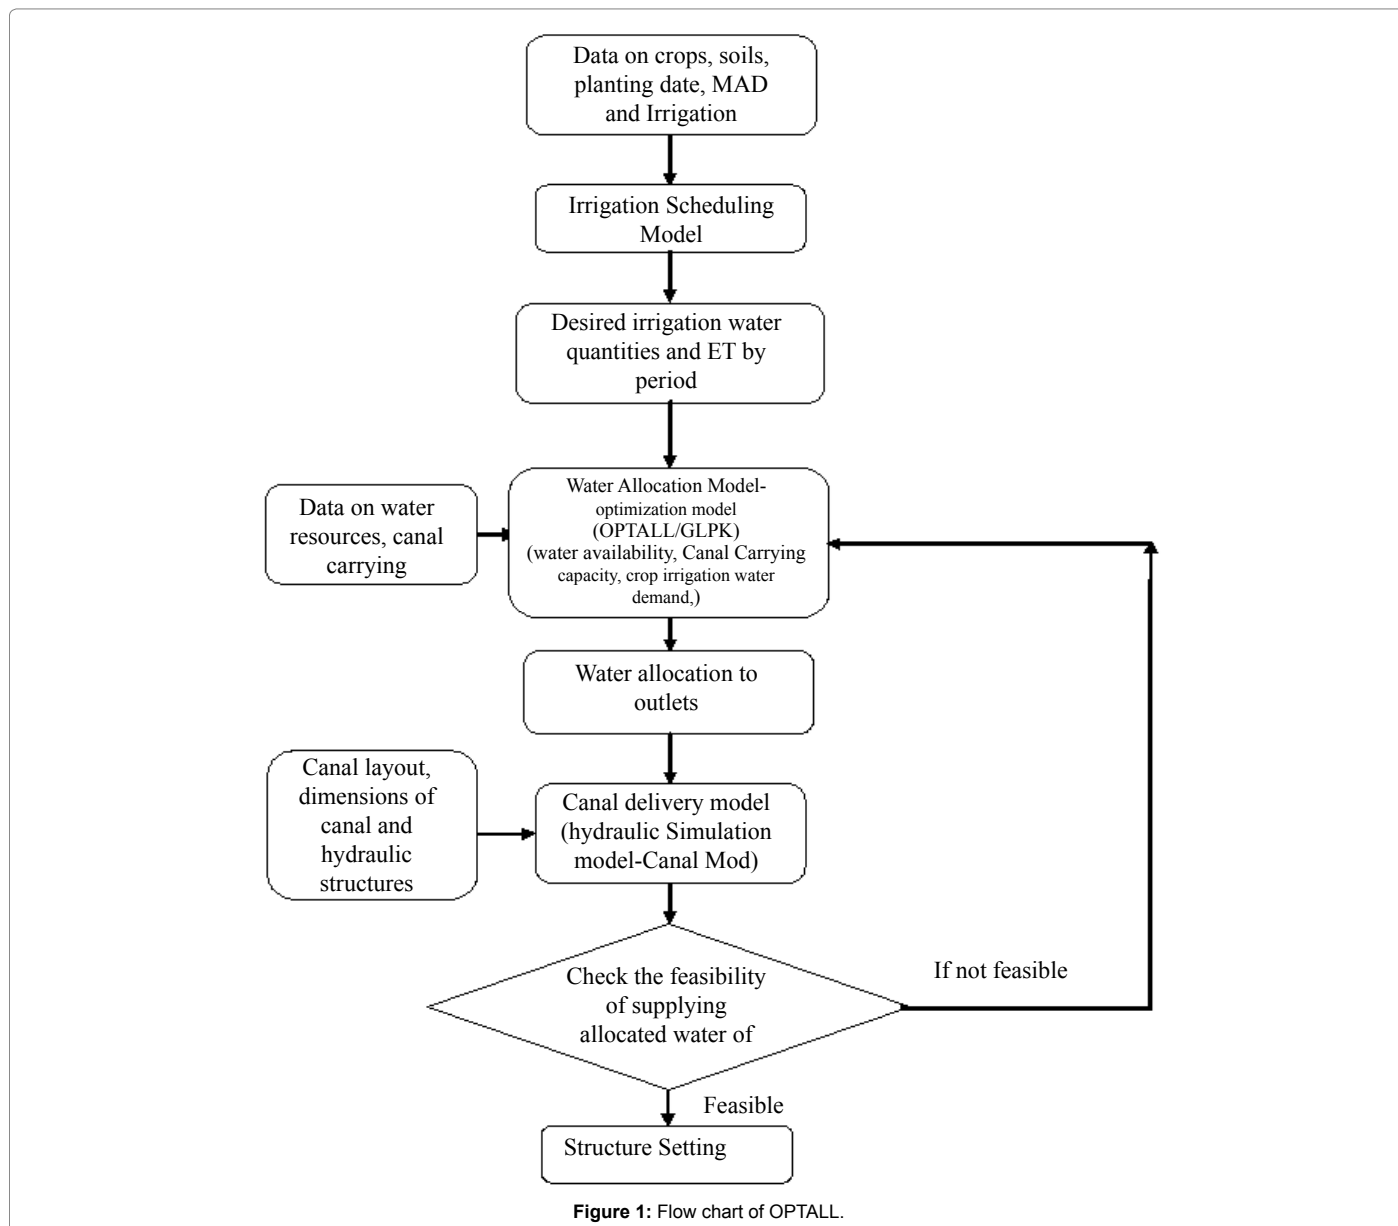 Data on crops, soils,
planting date, MAD
and Irrigation
Irrigation Scheduling
Model
Desired irrigation water
quantities and ET by
period
Data on water
resources, canal
carrying
Water Allocation Model-
optimization model
(OPTALL/GLPK)
(water availability, Canal Carrying
capacity, crop irrigation water
demand,)
Water allocation to
outlets
Canal layout,
dimensions of
canal and
hydraulic
structures
Canal delivery model
(hydraulic Simulation
model-Canal Mod)
Check the feasibility
of supplying
allocated water of
If not feasible
Feasible
Structure Setting
Figure 1: Flow chart of OPTALL.